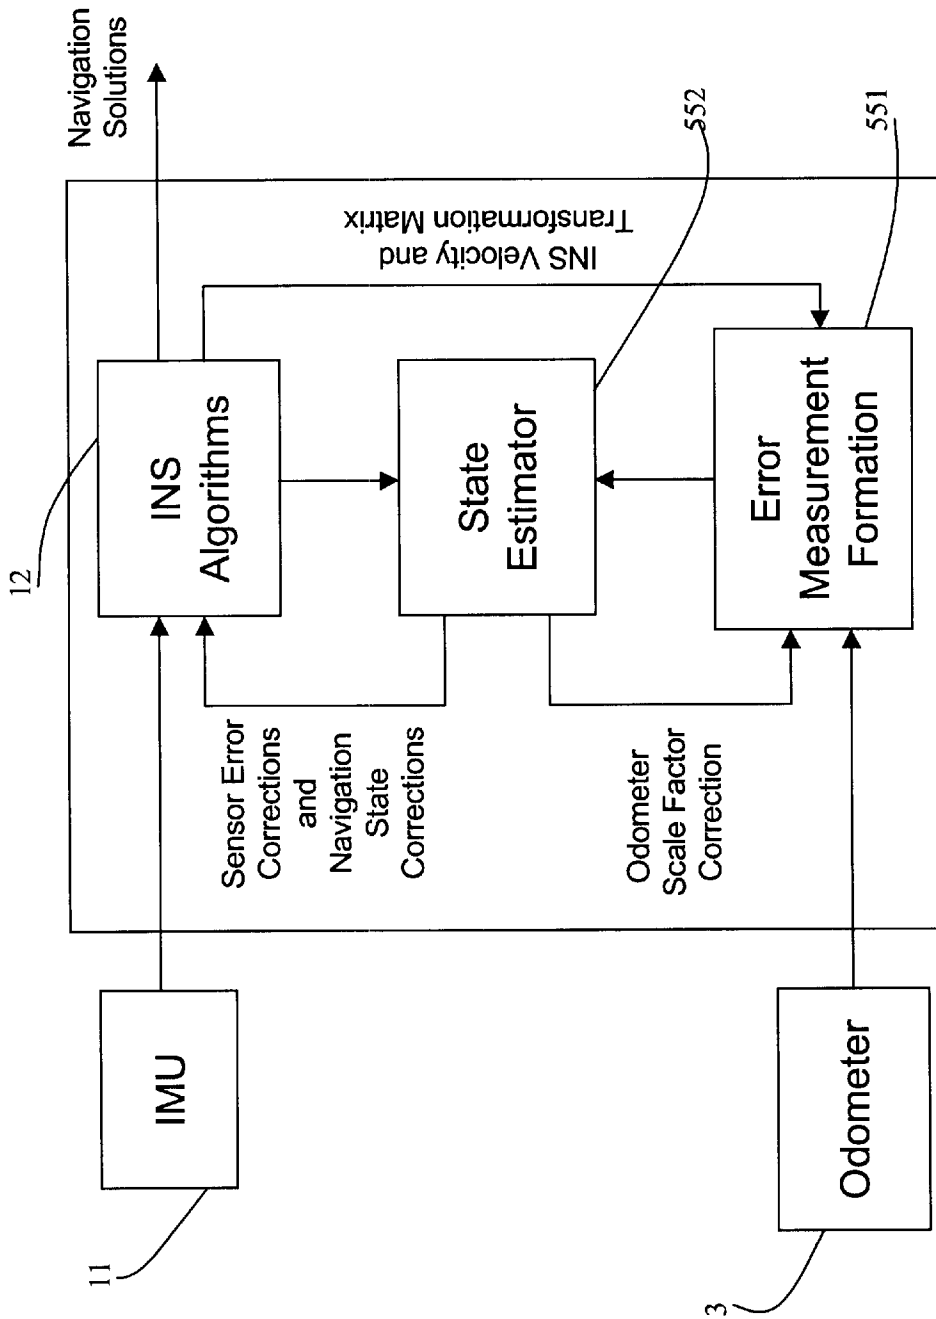 Navigation
Solutions
12
INS
Algorithms
INS Velocity and
Transformation Matrix
552
State
Estimator
551
Error
Measurement
Formation
Sensor Error
Corrections
and
Navigation
State
Corrections
Odometer
Scale Factor
Correction
IMU
11
Odometer
3